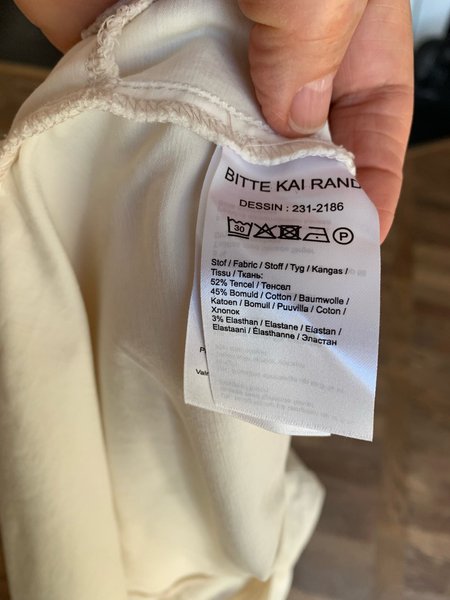 BITTE KAI RAND
DESSIN : 231-2186
30 P
Stof / Fabric / Stoff / Tyg / Kangas /
Tissu / Ткань:
52% Tencel / Тенсел
45% Bomuld / Cotton / Baumwolle /
Katoen / Bomull / Puuvilla / Coton /
Хлопок
3% Elasthan / Elastane / Elastan /
Elastaani / Élasthanne / Эластан